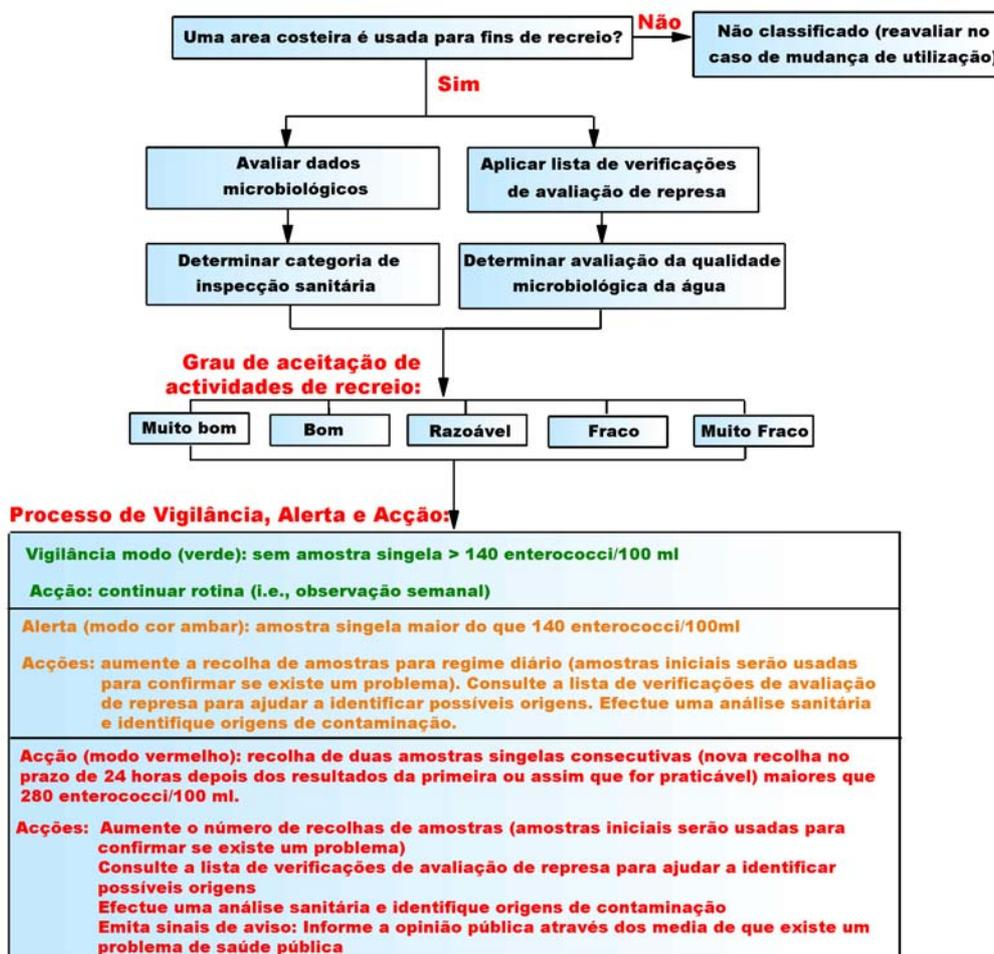 Uma area costeira é usada para fins de recreio?
Não
Não classificado (reavaliar no
caso de mudança de utilização)
Sim
Avaliar dados
microbiológicos
Aplicar lista de verificações
de avaliação de represa
Determinar categoria de
inspecção sanitária
Determinar avaliação da qualidade
microbiológica da água
Grau de aceitação de
actividades de recreio:
Muito bom
Bom
Razoável
Fraco
Muito Fraco
Processo de Vigilância, Alerta e Acção:
Vigilância modo (verde): sem amostra singela > 140 enterococci/100 ml
Acção: continuar rotina (i.e., observação semanal)
Alerta (modo cor ambar): amostra singela maior do que 140 enterococci/100ml
Acções: aumente a recolha de amostras para regime diário (amostras iniciais serão usadas
para confirmar se existe um problema). Consulte a lista de verificações de avaliação
de represa para ajudar a identificar possíveis origens. Efectue uma análise sanitária
e identifique origens de contaminação.
Acção (modo vermelho): recolha de duas amostras singelas consecutivas (nova recolha no
prazo de 24 horas depois dos resultados da primeira ou assim que for praticável) maiores que
280 enterococci/100 ml.
Acções: Aumente o número de recolhas de amostras (amostras iniciais serão usadas para
confirmar se existe um problema)
Consulte a lista de verificações de avaliação de represa para ajudar a identificar
possíveis origens
Efectue uma análise sanitária e identifique origens de contaminação
Emita sinais de aviso: Informe a opinião pública através dos media de que existe um
problema de saúde pública